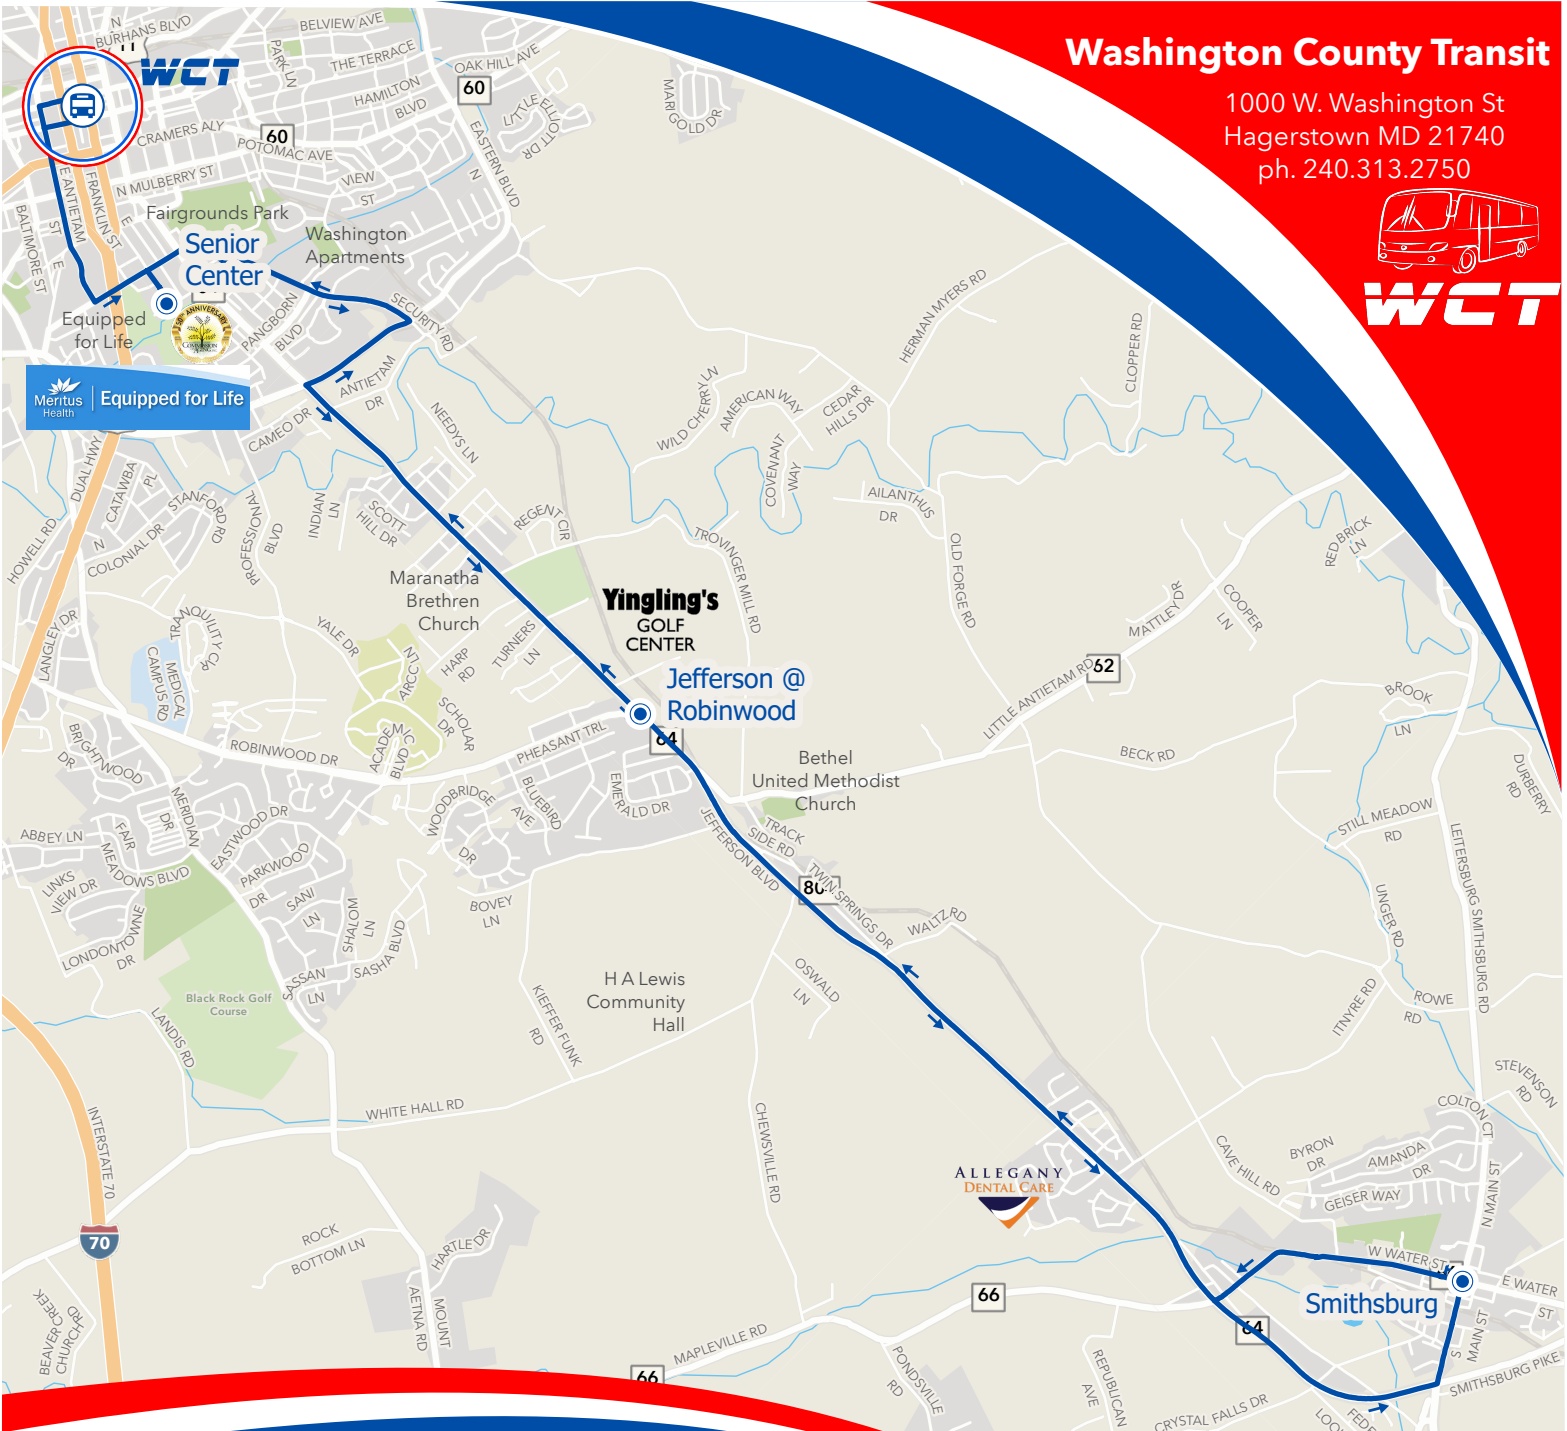 Washington County Transit
1000 W. Washington St
Hagerstown MD 21740
ph. 240.313.2750
WCT
WCT
N
BURHANS BLVD
11
BELVIEW AVE
PARK LN
THE TERRACE
OAK HILL AVE
60
HAMILTON
BLVD
LITTLE
ELLIOTT DR
MARIGOLD DR
CRAMERS ALY
60
POTOMAC AVE
EASTERN BLVD
N
N MULBERRY ST
VIEW
ST
E ANTIETAM
ST
FRANKLIN ST
E
BALTIMORE ST
E
Fairgrounds Park
Washington
Apartments
Senior
Center
Equipped
for Life
50TH ANNIVERSARY
COMMISSION
PANGBORN
BLVD
SECURITY RD
Meritus
Health
Equipped for Life
ANTIETAM
DR
CAMEO DR
NEEDYS LN
HERMAN MYERS RD
CLOPPER RD
WILD CHERRY LN
AMERICAN WAY
CEDAR
HILLS DR
COVENANT
WAY
AILANTHUS
DR
DUAL HWY
CATAWBA
PL
STANFORD RD
N
COLONIAL DR
HOWELL RD
PROFESSIONAL
BLVD
INDIAN
LN
SCOTT
HILL DR
REGENT CIR
TROVINGER MILL RD
OLD FORGE RD
RED BRICK
LN
Maranatha
Brethren
Church
Yingling's
GOLF
CENTER
MATTLEY DR
COOPER
LN
LANGLEY DR
TRANQUILITY CIR
MEDICAL
CAMPUS RD
YALE DR
ARCC LN
HARP
RD
TURNERS
LN
Jefferson @
Robinwood
62
LITTLE ANTIETAM RD
BROOK
LN
SCHOLAR
DR
ACADEMIC
BLVD
PHEASANT TRL
64
BRIGHTWOOD
DR
ROBINWOOD DR
Bethel
United Methodist
Church
BECK RD
DURBERRY
RD
EMERALD DR
MERIDIAN
DR
WOODBRIDGE
DR
BLUEBIRD
AVE
JEFFERSON BLVD
TRACK
SIDE RD
STILL MEADOW
RD
ABBEY LN
FAIR
MEADOWS BLVD
EASTWOOD DR
PARKWOOD
DR
LINKS
VIEW DR
SANI
LN
SHALOM
LN
SASHA BLVD
BOVEY
LN
TWIN SPRINGS DR
WALTZ RD
UNGER RD
LEITERSBURG SMITHSBURG RD
LONDONTOWNE
DR
SASSAN
LN
Black Rock Golf
Course
H A Lewis
Community
Hall
OSWALD
LN
KIEFFER FUNK
RD
ITNYRE RD
ROWE
RD
LANDIS RD
STEVENSON
RD
WHITE HALL RD
CHEWSVILLE RD
COLTON CT
INTERSTATE 70
CAVE HILL RD
BYRON
DR
AMANDA
DR
GEISER WAY
N MAIN ST
ALLEGANY
DENTAL CARE
70
ROCK
BOTTOM LN
HARTLE DR
W WATER ST
E WATER
ST
Smithsburg
66
64
AETNA RD
MOUNT
BEAVER CREEK
CHURCH RD
MAPLEVILLE RD
66
PONDSVILLE
RD
REPUBLICAN
AVE
S
MAIN ST
SMITHSBURG PIKE
CRYSTAL FALLS DR